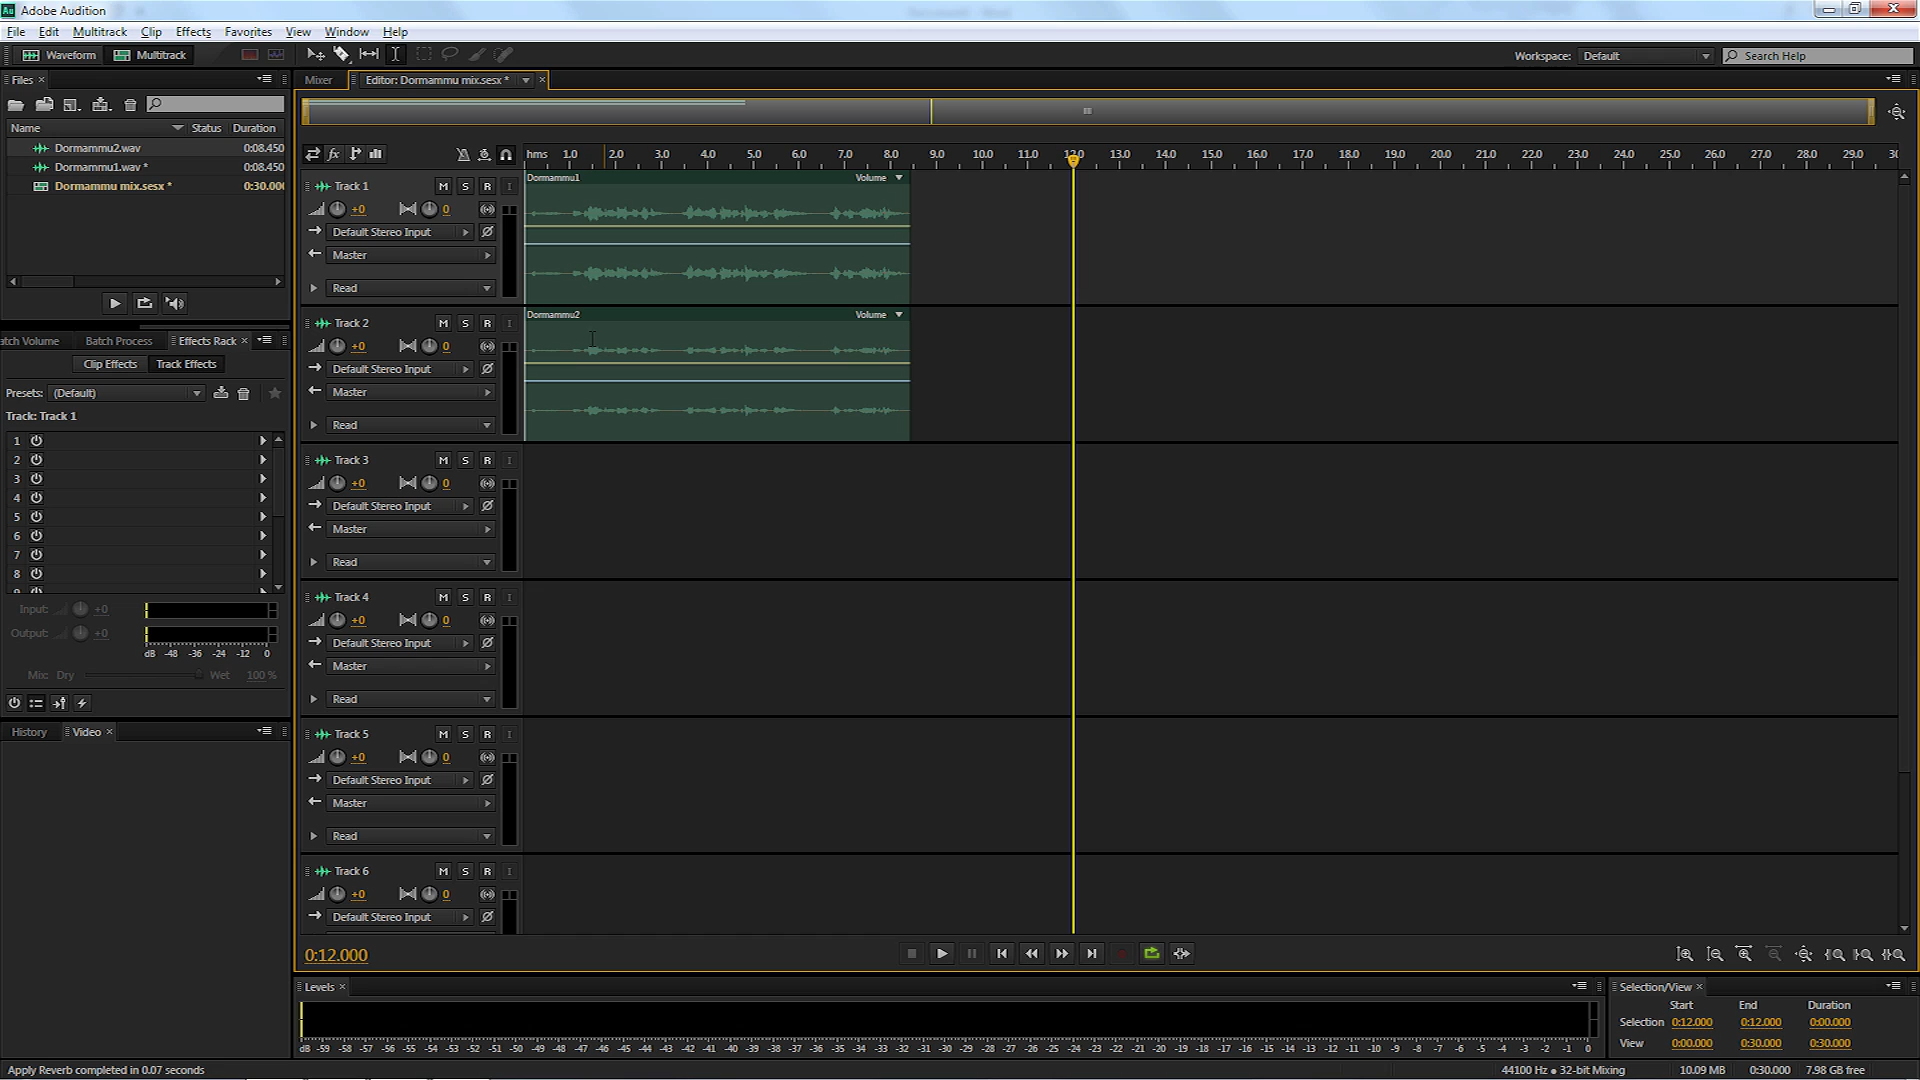 Au Adobe Audition
File Edit Multitrack Clip Effects Favorites View Window Help
Waveform Multitrack Workspace: Default Search Help
Files × Mixer Editor: Dormammu mix.sesx * ×
Name Status Duration
Dormammu2.wav 0:08.450
Dormammu1.wav * 0:08.450
Dormammu mix.sesx * 0:30.000
fx hms 1.0 2.0 3.0 4.0 5.0 6.0 7.0 8.0 9.0 10.0 11.0 12.0 13.0 14.0 15.0 16.0 17.0 18.0 19.0 20.0 21.0 22.0 23.0 24.0 25.0 26.0 27.0 28.0 29.0 30
Track 1 M S R I
+0 0
Default Stereo Input
Master
Read
Dormammu1 Volume
Track 2 M S R I
+0 0
Default Stereo Input
Master
Read
Dormammu2 Volume
Track 3 M S R I
+0 0
Default Stereo Input
Master
Read
Track 4 M S R I
+0 0
Default Stereo Input
Master
Read
Track 5 M S R I
+0 0
Default Stereo Input
Master
Read
Track 6 M S R I
+0 0
Default Stereo Input
atch Volume Batch Process Effects Rack ×
Clip Effects Track Effects
Presets: (Default)
Track: Track 1
1
2
3
4
5
6
7
8
9
Input: +0
Output: +0
dB -48 -36 -24 -12 0
Mix: Dry Wet 100 %
History Video ×
0:12.000
Levels ×
dB -59 -58 -57 -56 -55 -54 -53 -52 -51 -50 -49 -48 -47 -46 -45 -44 -43 -42 -41 -40 -39 -38 -37 -36 -35 -34 -33 -32 -31 -30 -29 -28 -27 -26 -25 -24 -23 -22 -21 -20 -19 -18 -17 -16 -15 -14 -13 -12 -11 -10 -9 -8 -7 -6 -5 -4 -3 -2 -1 0
Selection/View ×
Start End Duration
Selection 0:12.000 0:12.000 0:00.000
View 0:00.000 0:30.000 0:30.000
Apply Reverb completed in 0.07 seconds
44100 Hz ● 32-bit Mixing 10.09 MB 0:30.000 7.98 GB free